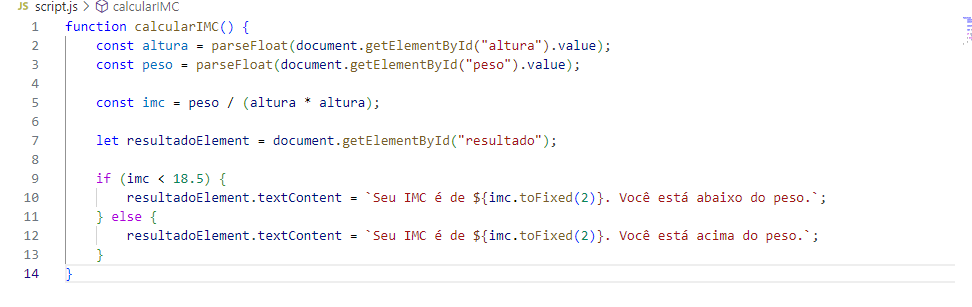 JS script.js > calcularIMC
1 function calcularIMC() {
2     const altura = parseFloat(document.getElementById("altura").value);
3     const peso = parseFloat(document.getElementById("peso").value);
4
5     const imc = peso / (altura * altura);
6
7     let resultadoElement = document.getElementById("resultado");
8
9     if (imc < 18.5) {
10         resultadoElement.textContent = `Seu IMC é de ${imc.toFixed(2)}. Você está abaixo do peso.`;
11     } else {
12         resultadoElement.textContent = `Seu IMC é de ${imc.toFixed(2)}. Você está acima do peso.`;
13     }
14 }